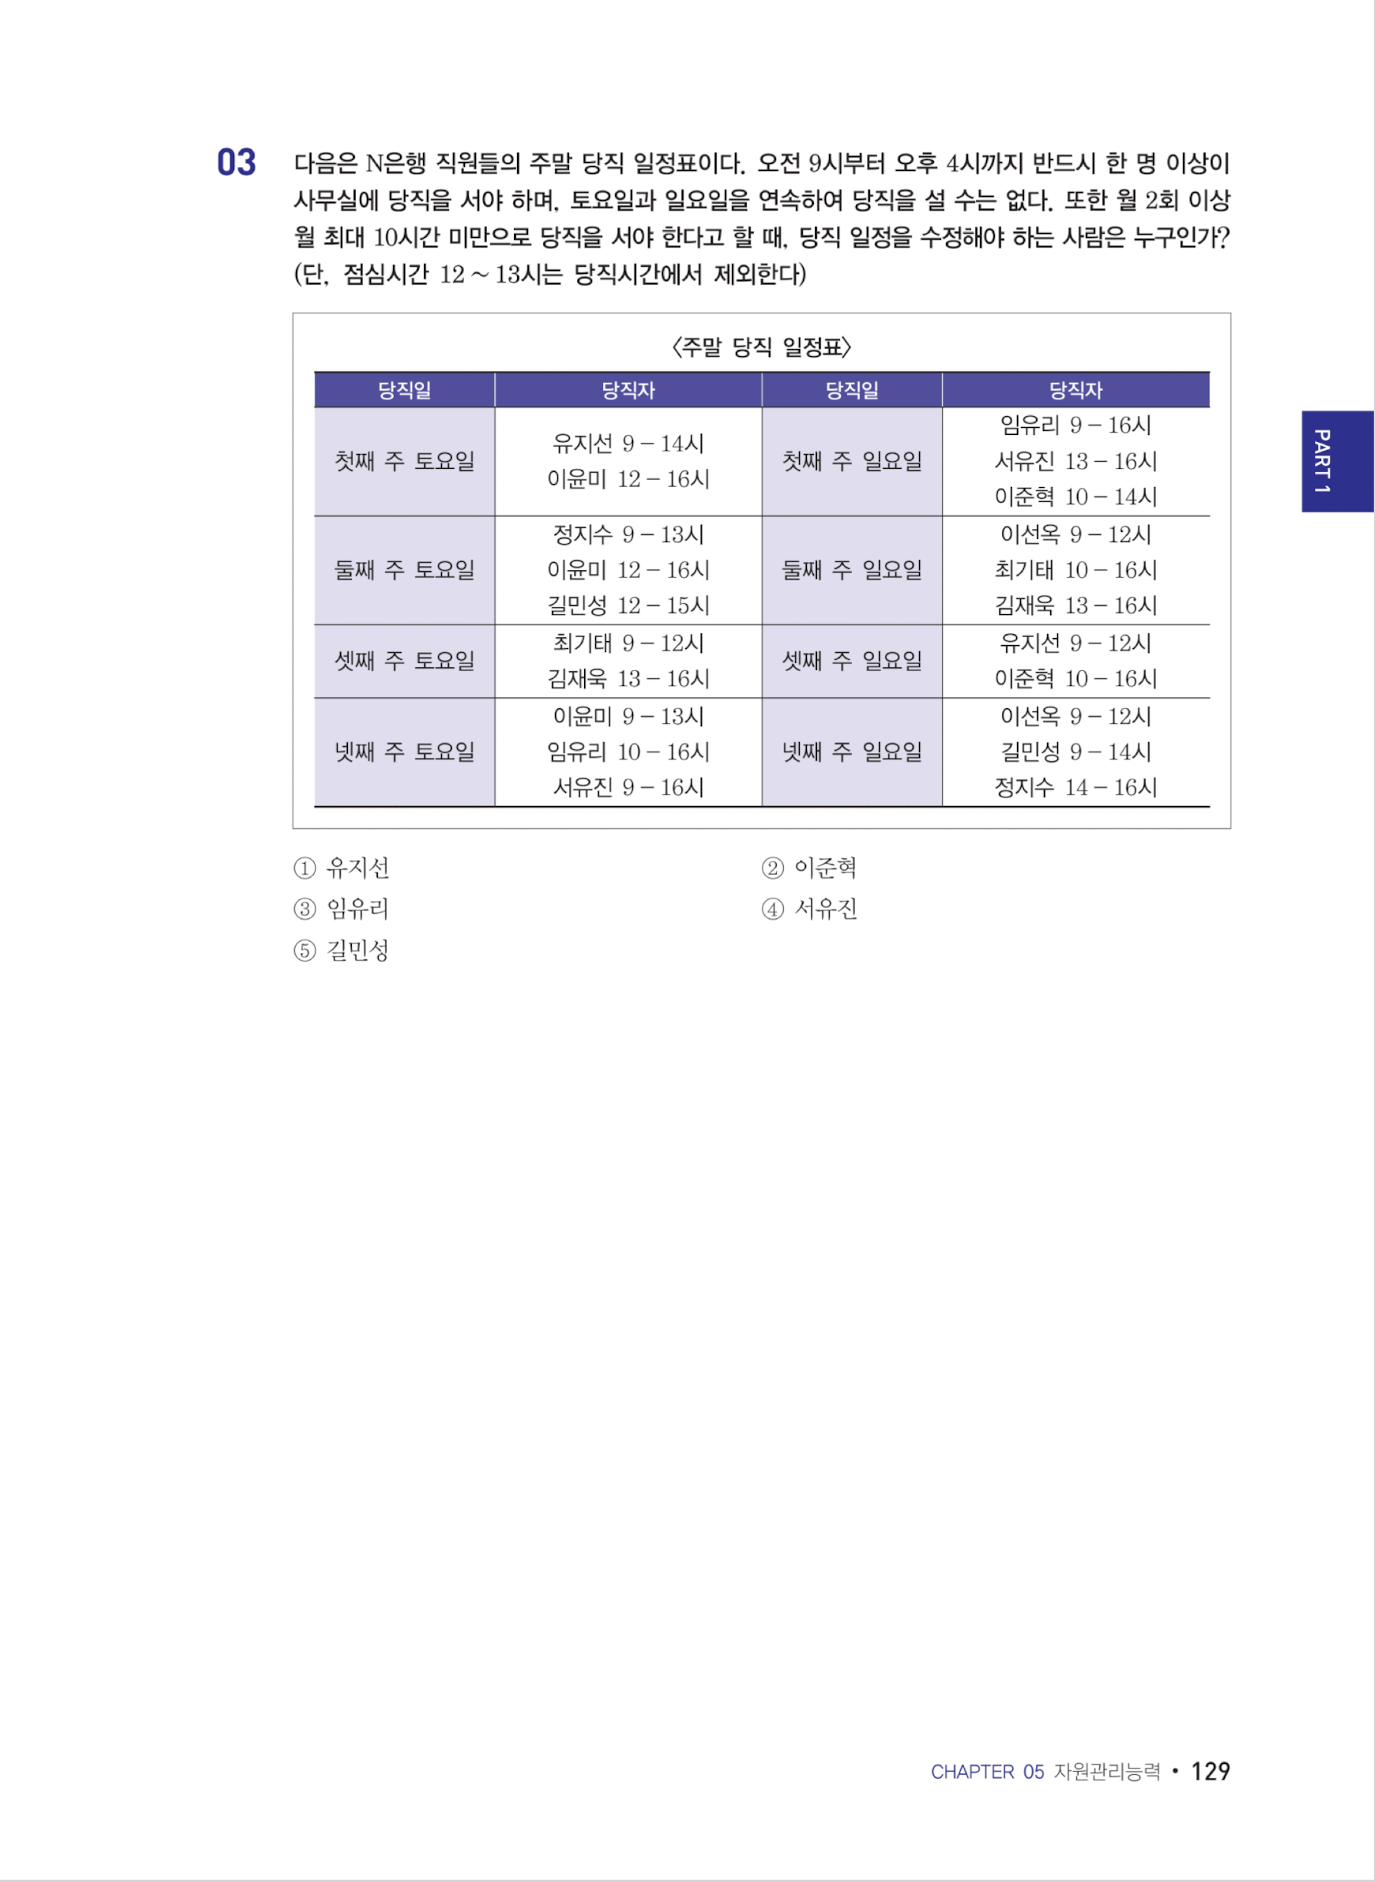 03
다음은 N은행 직원들의 주말 당직 일정표이다. 오전 9시부터 오후 4시까지 반드시 한 명 이상이
사무실에 당직을 서야 하며, 토요일과 일요일을 연속하여 당직을 설 수는 없다. 또한 월 2회 이상
월 최대 10시간 미만으로 당직을 서야 한다고 할 때, 당직 일정을 수정해야 하는 사람은 누구인가?
(단, 점심시간 12 ~ 13시는 당직시간에서 제외한다)
〈주말 당직 일정표〉
당직일 당직자 당직일 당직자
첫째 주 토요일
유지선 9 – 14시
이윤미 12 – 16시
첫째 주 일요일
임유리 9 – 16시
서유진 13 – 16시
이준혁 10 – 14시
둘째 주 토요일
정지수 9 – 13시
이윤미 12 – 16시
길민성 12 – 15시
둘째 주 일요일
이선옥 9 – 12시
최기태 10 – 16시
김재욱 13 – 16시
셋째 주 토요일
최기태 9 – 12시
김재욱 13 – 16시
셋째 주 일요일
유지선 9 – 12시
이준혁 10 – 16시
넷째 주 토요일
이윤미 9 – 13시
임유리 10 – 16시
서유진 9 – 16시
넷째 주 일요일
이선옥 9 – 12시
길민성 9 – 14시
정지수 14 – 16시
① 유지선 ② 이준혁
③ 임유리 ④ 서유진
⑤ 길민성
PART 1
CHAPTER 05 자원관리능력 • 129